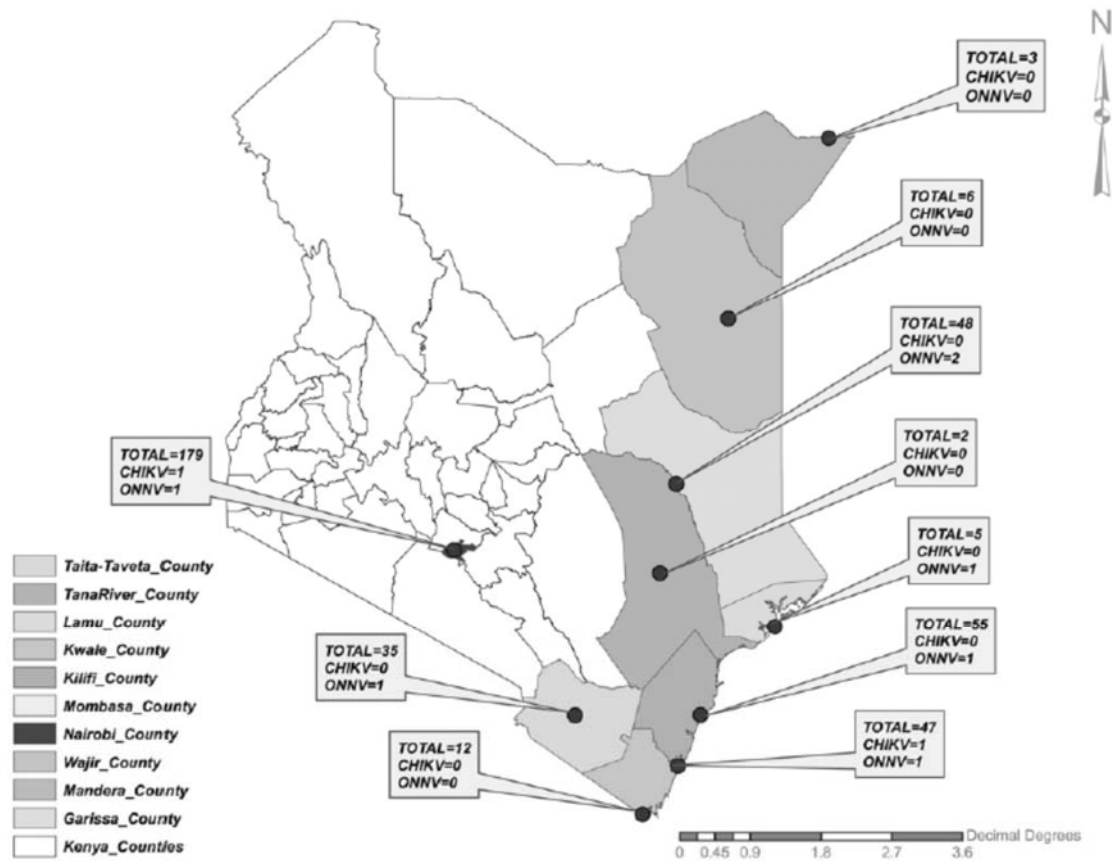 N
TOTAL=3
CHIKV=0
ONNV=0
TOTAL=6
CHIKV=0
ONNV=0
TOTAL=48
CHIKV=0
ONNV=2
TOTAL=2
CHIKV=0
ONNV=0
TOTAL=179
CHIKV=1
ONNV=1
TOTAL=5
CHIKV=0
ONNV=1
TOTAL=55
CHIKV=0
ONNV=1
TOTAL=35
CHIKV=0
ONNV=1
TOTAL=47
CHIKV=1
ONNV=1
TOTAL=12
CHIKV=0
ONNV=0
Taita-Taveta_County
TanaRiver_County
Lamu_County
Kwale_County
Kilifi_County
Mombasa_County
Nairobi_County
Wajir_County
Mandera_County
Garissa_County
Kenya_Counties
Decimal Degrees
0 0.45 0.9 1.8 2.7 3.6